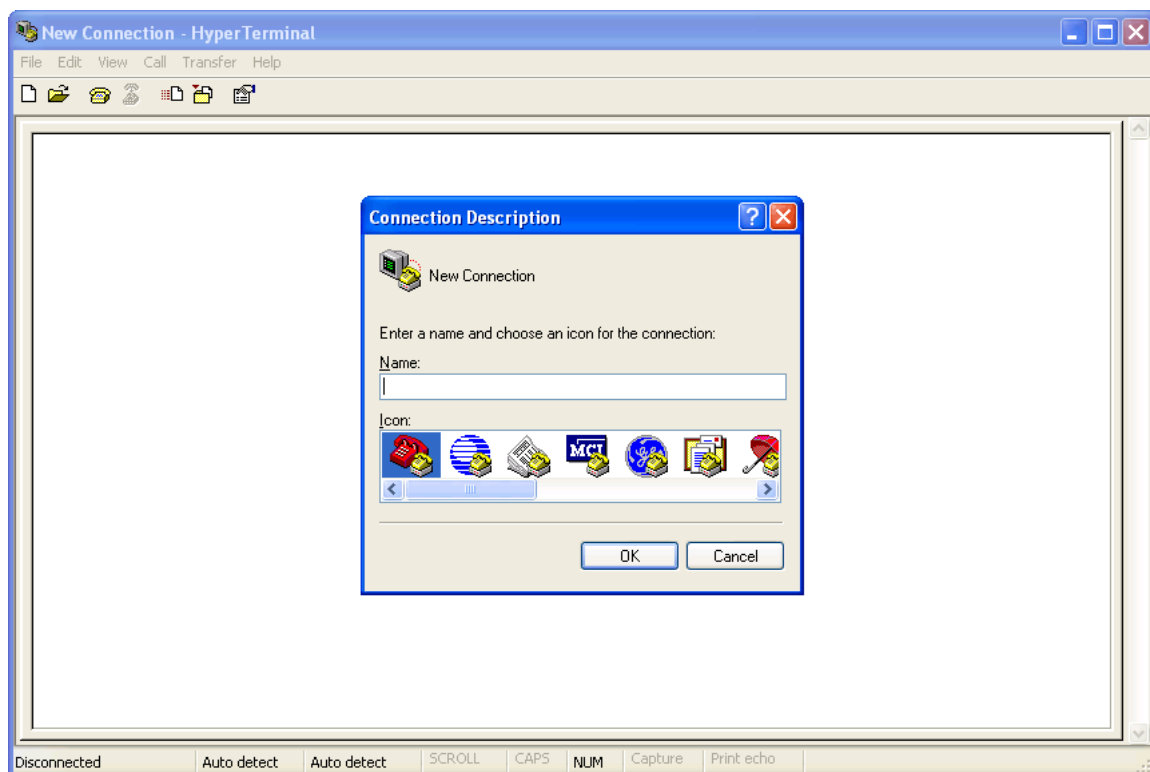 New Connection - HyperTerminal
File Edit View Call Transfer Help
Connection Description
New Connection
Enter a name and choose an icon for the connection:
Name:
Icon:
MCI
OK Cancel
Disconnected Auto detect Auto detect SCROLL CAPS NUM Capture Print echo